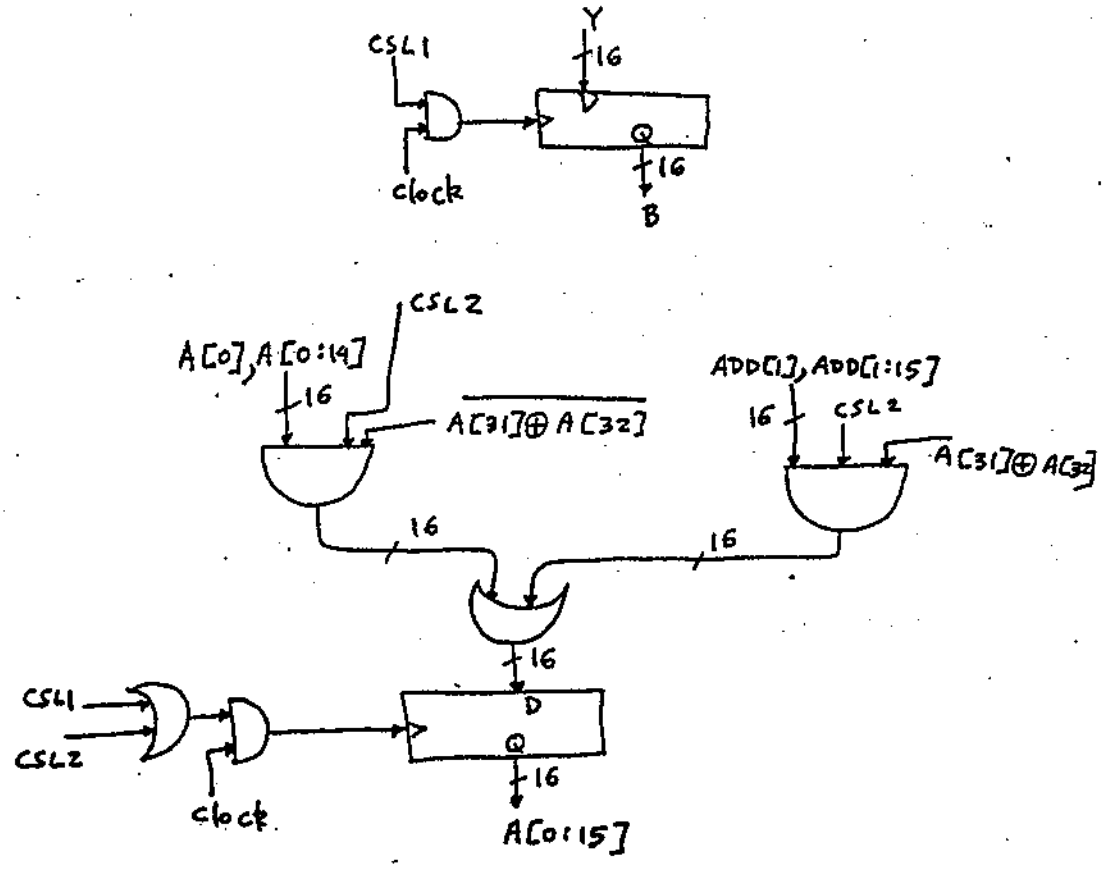 Y
CSL1
16
D
Q
16
clock
B
CSL2
A[0],A[0:14]
16
A[31]⊕A[32]
ADD[1],ADD[1:15]
16
CSL2
A[31]⊕A[32]
16
16
16
CSL1
D
CSL2
Q
16
clock
A[0:15]